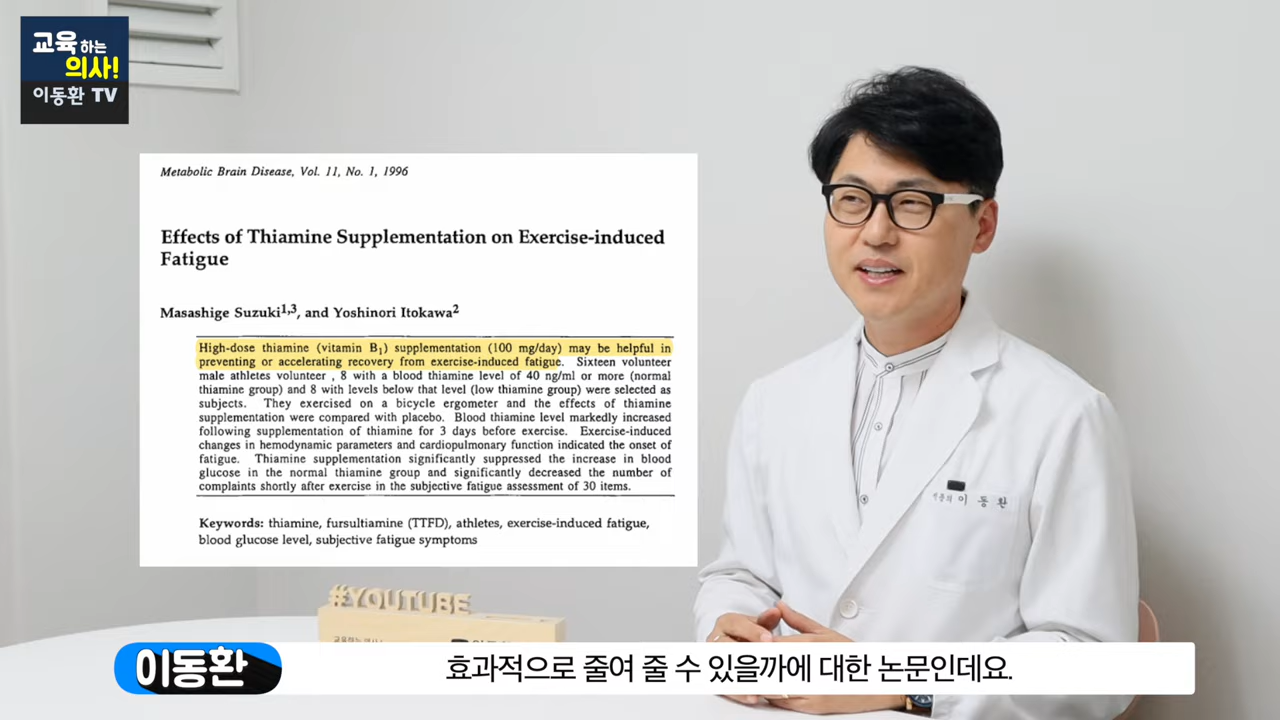 교육하는
의사!
이동환 TV
Metabolic Brain Disease, Vol. 11, No. 1, 1996
Effects of Thiamine Supplementation on Exercise-induced
Fatigue
Masashige Suzuki1,3, and Yoshinori Itokawa2
High-dose thiamine (vitamin B1) supplementation (100 mg/day) may be helpful in
preventing or accelerating recovery from exercise-induced fatigue. Sixteen volunteer
male athletes volunteer , 8 with a blood thiamine level of 40 ng/ml or more (normal
thiamine group) and 8 with levels below that level (low thiamine group) were selected as
subjects. They exercised on a bicycle ergometer and the effects of thiamine
supplementation were compared with placebo. Blood thiamine level markedly increased
following supplementation of thiamine for 3 days before exercise. Exercise-induced
changes in hemodynamic parameters and cardiopulmonary function indicated the onset of
fatigue. Thiamine supplementation significantly suppressed the increase in blood
glucose in the normal thiamine group and significantly decreased the number of
complaints shortly after exercise in the subjective fatigue assessment of 30 items.
Keywords: thiamine, fursultiamine (TTFD), athletes, exercise-induced fatigue,
blood glucose level, subjective fatigue symptoms
이동환
#YOUTUBE
이동환
효과적으로 줄여 줄 수 있을까에 대한 논문인데요.